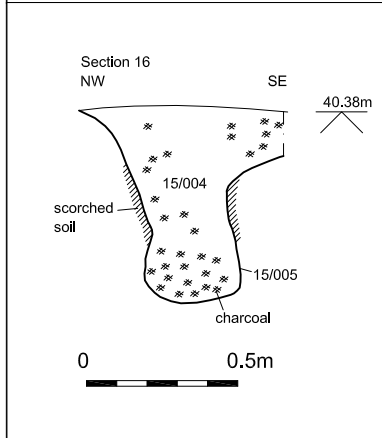 Section 16
NW
SE
40.38m
15/004
scorched
soil
15/005
charcoal
0
0.5m